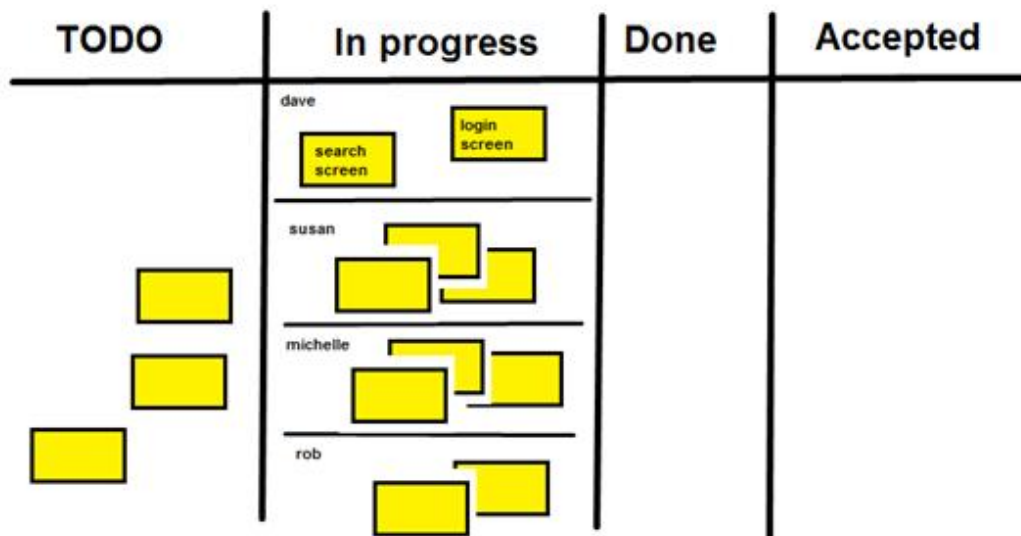 TODO
In progress
Done
Accepted
dave
search
screen
login
screen
susan
michelle
rob